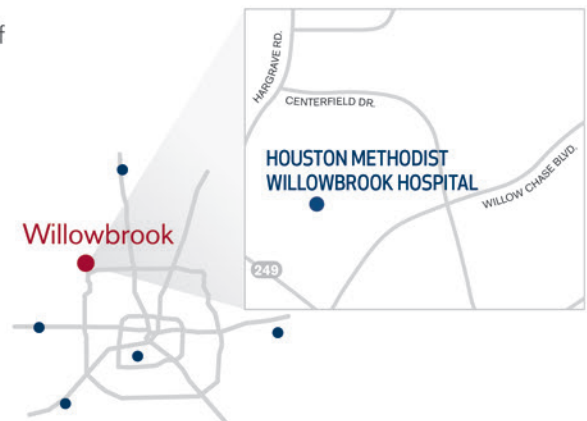 f
HARGRAVE RD.
CENTERFIELD DR.
HOUSTON METHODIST
WILLOWBROOK HOSPITAL
WILLOW CHASE BLVD.
Willowbrook
249